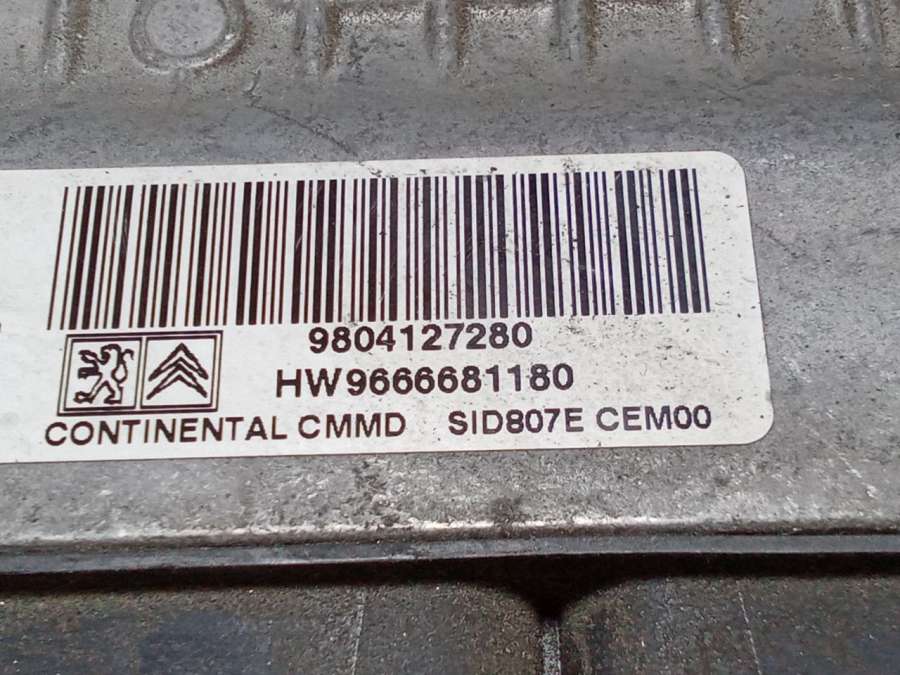 9804127280
HW9666681180
CONTINENTAL CMMD SID807E CEM00